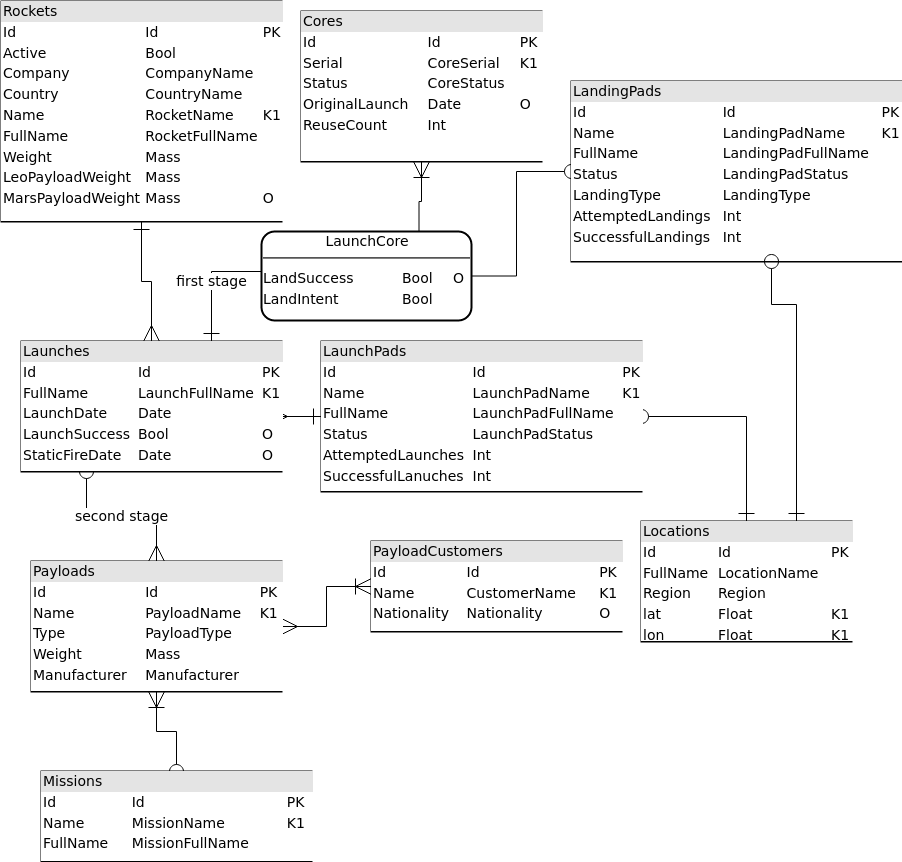 Rockets
Id Id PK
Active Bool
Company CompanyName
Country CountryName
Name RocketName K1
FullName RocketFullName
Weight Mass
LeoPayloadWeight Mass
MarsPayloadWeight Mass O
Cores
Id Id PK
Serial CoreSerial K1
Status CoreStatus
OriginalLaunch Date O
ReuseCount Int
LandingPads
Id Id PK
Name LandingPadName K1
FullName LandingPadFullName
Status LandingPadStatus
LandingType LandingType
AttemptedLandings Int
SuccessfulLandings Int
LaunchCore
LandSuccess Bool O
LandIntent Bool
first stage
Launches
Id Id PK
FullName LaunchFullName K1
LaunchDate Date
LaunchSuccess Bool O
StaticFireDate Date O
LaunchPads
Id Id PK
Name LaunchPadName K1
FullName LaunchPadFullName
Status LaunchPadStatus
AttemptedLaunches Int
SuccessfulLanuches Int
second stage
Locations
Id Id PK
FullName LocationName
Region Region
lat Float K1
lon Float K1
PayloadCustomers
Id Id PK
Name CustomerName K1
Nationality Nationality O
Payloads
Id Id PK
Name PayloadName K1
Type PayloadType
Weight Mass
Manufacturer Manufacturer
Missions
Id Id PK
Name MissionName K1
FullName MissionFullName